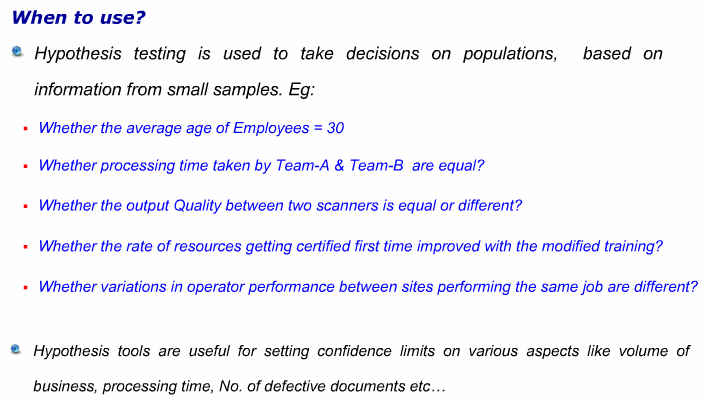 When to use?
Hypothesis testing is used to take decisions on populations, based on
information from small samples. Eg:
Whether the average age of Employees = 30
Whether processing time taken by Team-A & Team-B are equal?
Whether the output Quality between two scanners is equal or different?
Whether the rate of resources getting certified first time improved with the modified training?
Whether variations in operator performance between sites performing the same job are different?
Hypothesis tools are useful for setting confidence limits on various aspects like volume of
business, processing time, No. of defective documents etc…